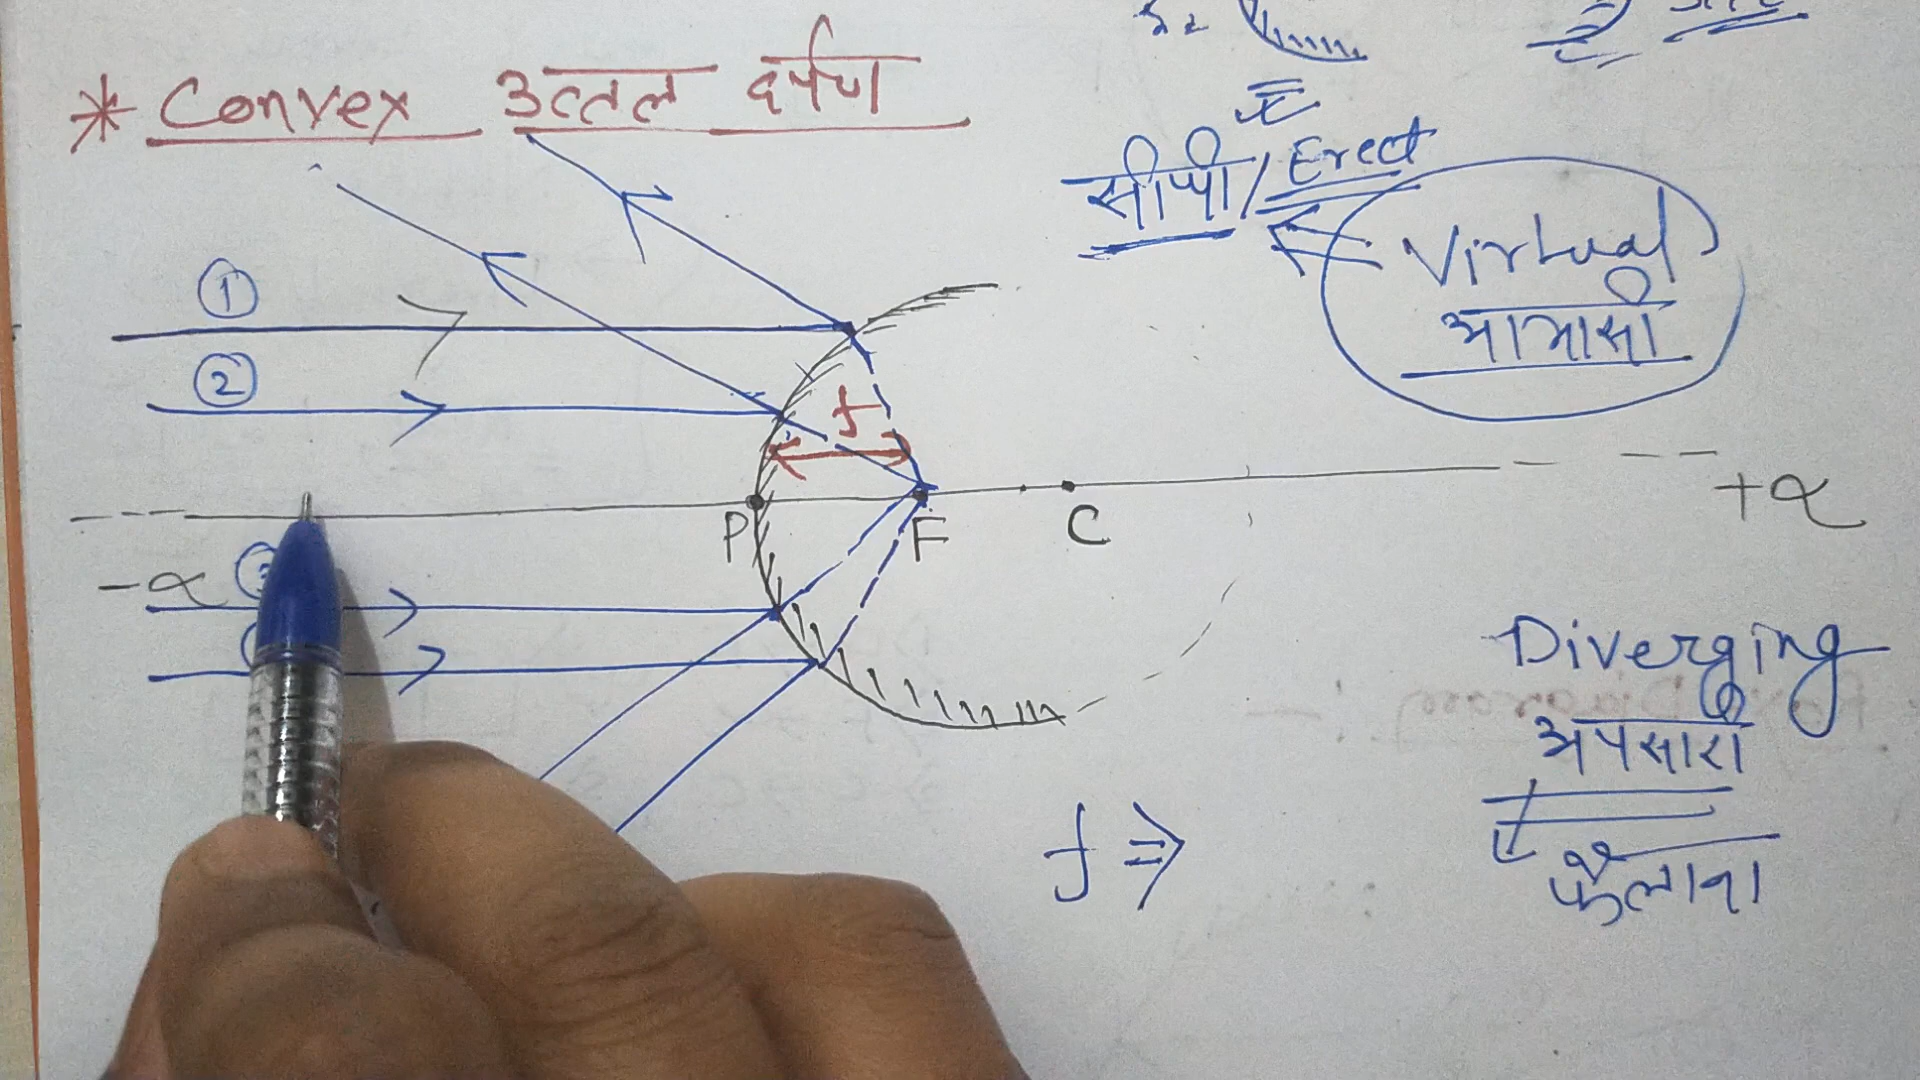 * Convex उत्तल दर्पण
सीधी / Erect
Virtual
आभासी
①
②
f
P F C
+∝
-∝
Diverging
अपसारी
फैलाना
f ⇒